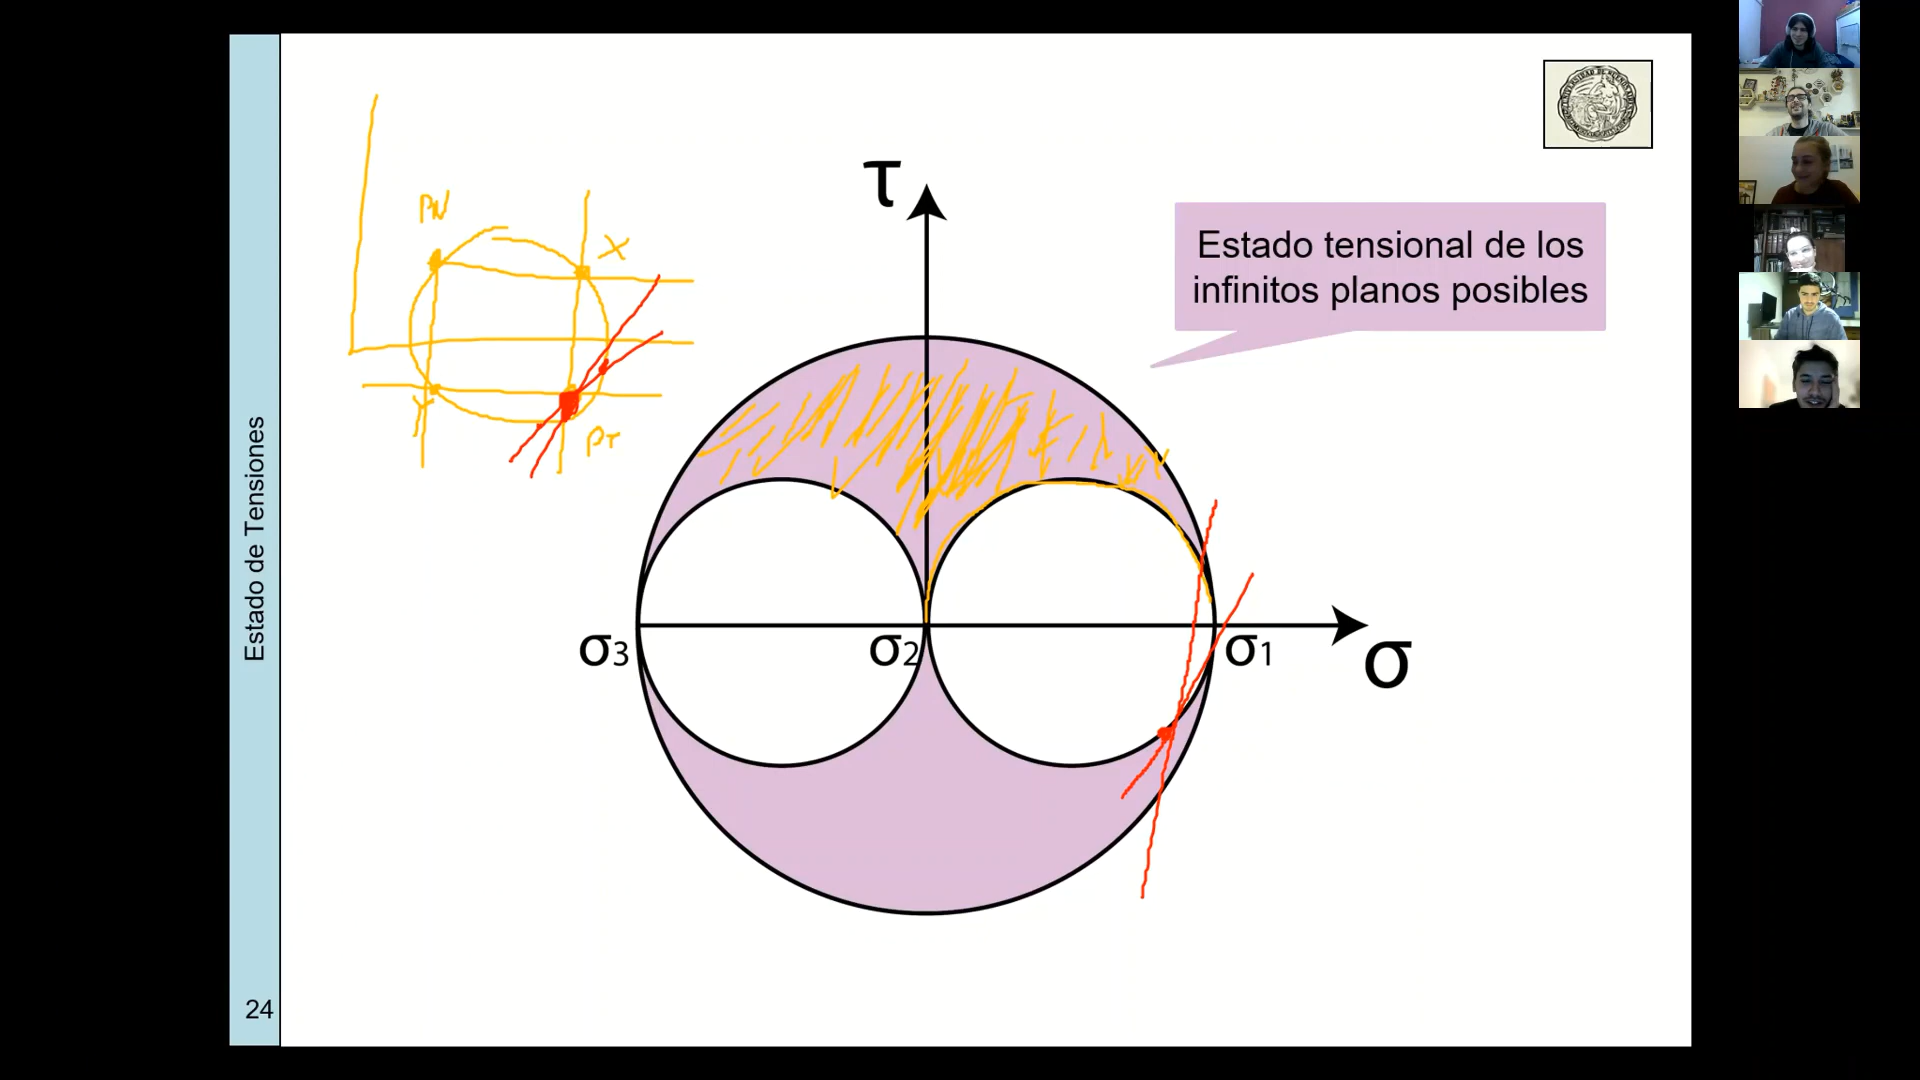 PN
X
Y
PT
τ
Estado tensional de los
infinitos planos posibles
σ3
σ2
σ1
σ
Estado de Tensiones
24